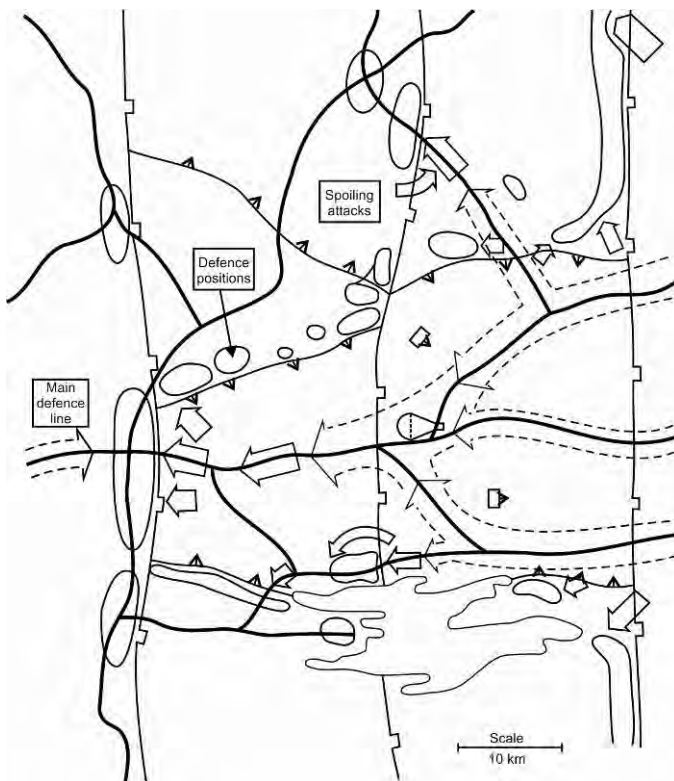 Spoiling
attacks
Defence
positions
Main
defence
line
Scale
10 km